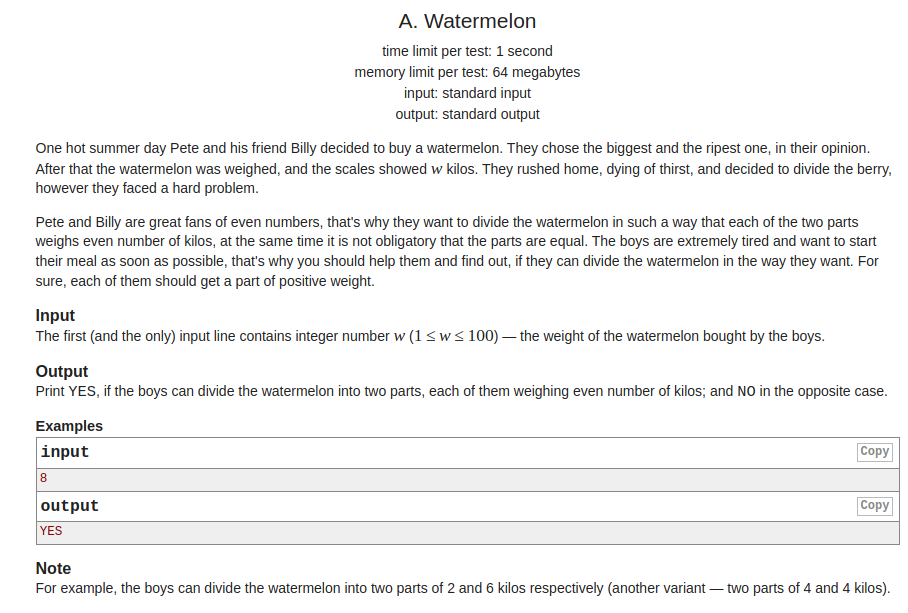 A. Watermelon
time limit per test: 1 second
memory limit per test: 64 megabytes
input: standard input
output: standard output
One hot summer day Pete and his friend Billy decided to buy a watermelon. They chose the biggest and the ripest one, in their opinion.
After that the watermelon was weighed, and the scales showed w kilos. They rushed home, dying of thirst, and decided to divide the berry,
however they faced a hard problem.
Pete and Billy are great fans of even numbers, that's why they want to divide the watermelon in such a way that each of the two parts
weighs even number of kilos, at the same time it is not obligatory that the parts are equal. The boys are extremely tired and want to start
their meal as soon as possible, that's why you should help them and find out, if they can divide the watermelon in the way they want. For
sure, each of them should get a part of positive weight.
Input
The first (and the only) input line contains integer number w (1 ≤ w ≤ 100) — the weight of the watermelon bought by the boys.
Output
Print YES, if the boys can divide the watermelon into two parts, each of them weighing even number of kilos; and NO in the opposite case.
Examples
input Copy
8
output Copy
YES
Note
For example, the boys can divide the watermelon into two parts of 2 and 6 kilos respectively (another variant — two parts of 4 and 4 kilos).